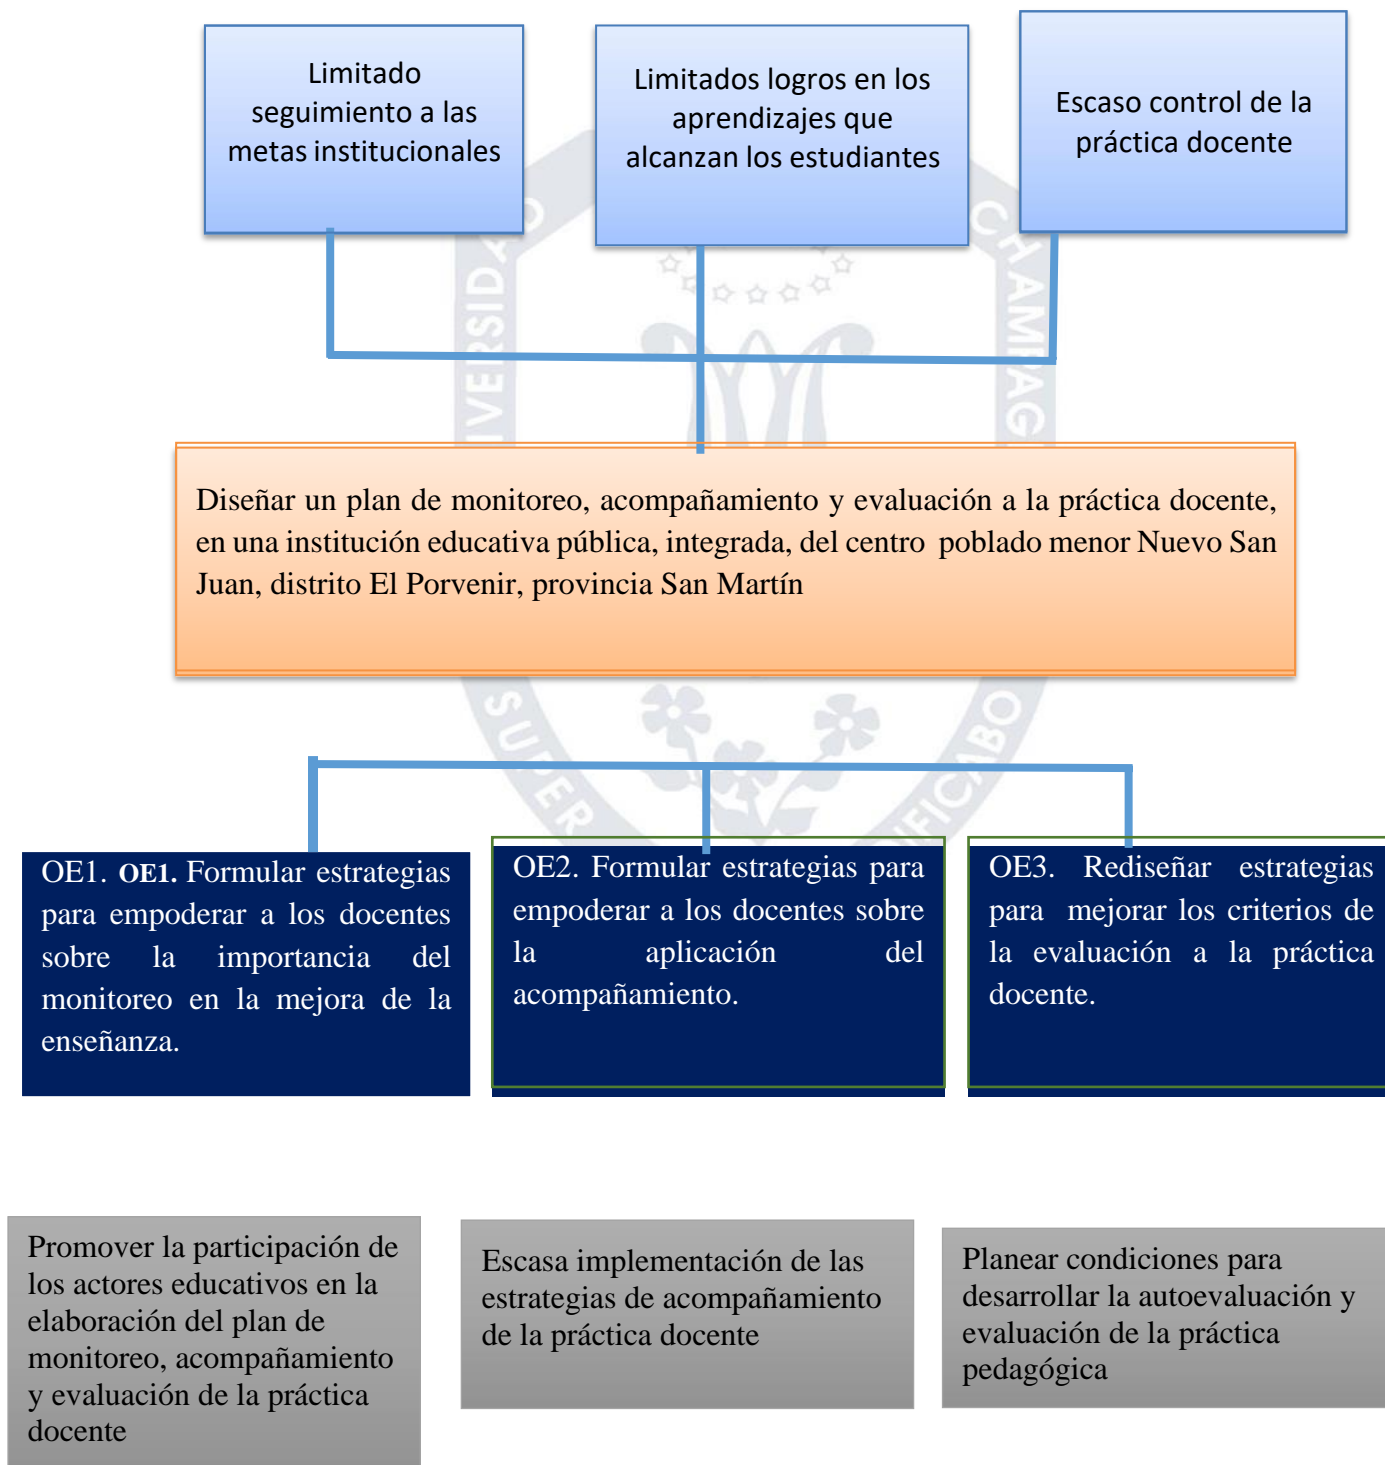 Limitado
seguimiento a las
metas institucionales
Limitados logros en los
aprendizajes que
alcanzan los estudiantes
Escaso control de la
práctica docente
UNIVERSIDAD
CHAMPAG
Diseñar un plan de monitoreo, acompañamiento y evaluación a la práctica docente,
en una institución educativa pública, integrada, del centro poblado menor Nuevo San
Juan, distrito El Porvenir, provincia San Martín
SUPER
IFICABO
OE1. OE1. Formular estrategias
para empoderar a los docentes
sobre la importancia del
monitoreo en la mejora de la
enseñanza.
OE2. Formular estrategias para
empoderar a los docentes sobre
la aplicación del
acompañamiento.
OE3. Rediseñar estrategias
para mejorar los criterios de
la evaluación a la práctica
docente.
Promover la participación de
los actores educativos en la
elaboración del plan de
monitoreo, acompañamiento
y evaluación de la práctica
docente
Escasa implementación de las
estrategias de acompañamiento
de la práctica docente
Planear condiciones para
desarrollar la autoevaluación y
evaluación de la práctica
pedagógica